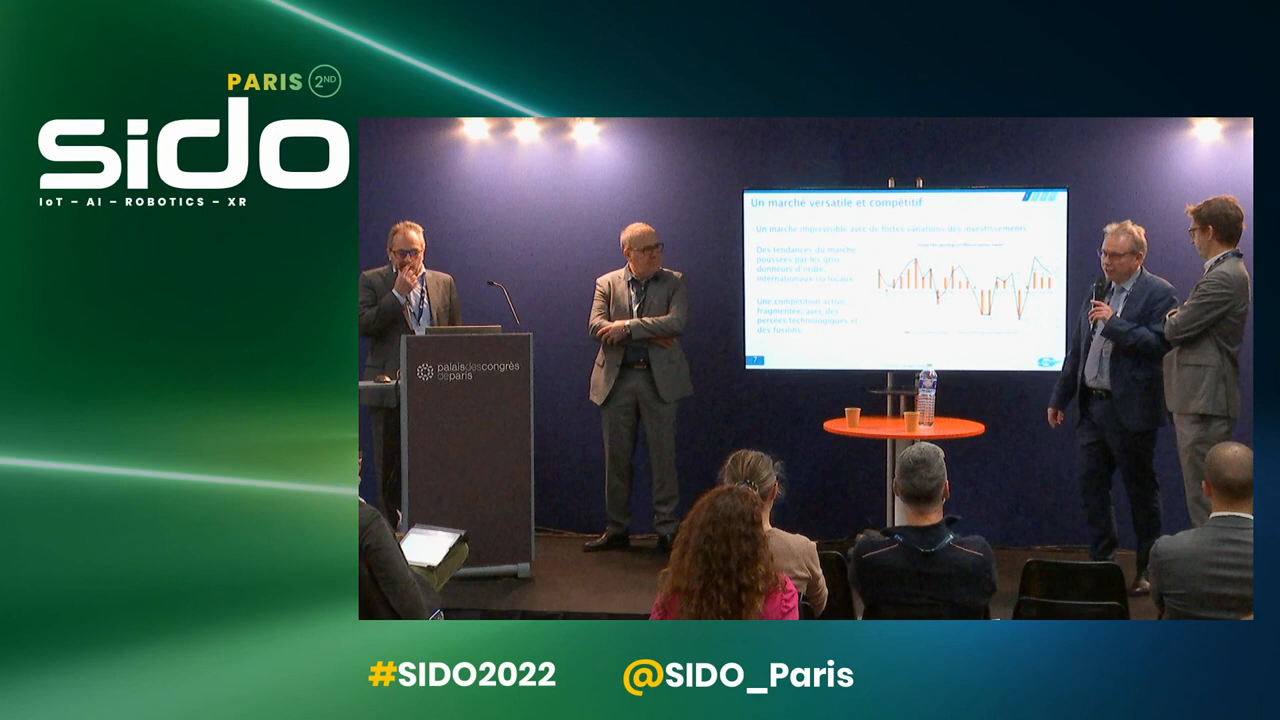 PARIS 2ND
sido
IoT – AI – ROBOTICS – XR
Un marché versatile et compétitif
Un marché imprévisible avec de fortes variations des investissements
Des tendances du marché
poussées par les gros
donneurs d'ordre,
internationaux ou locaux
Une compétition active,
fragmentée, avec des
percées technologiques et
des fusions
7
palaisdescongrès
deparis
#SIDO2022
@SIDO_Paris